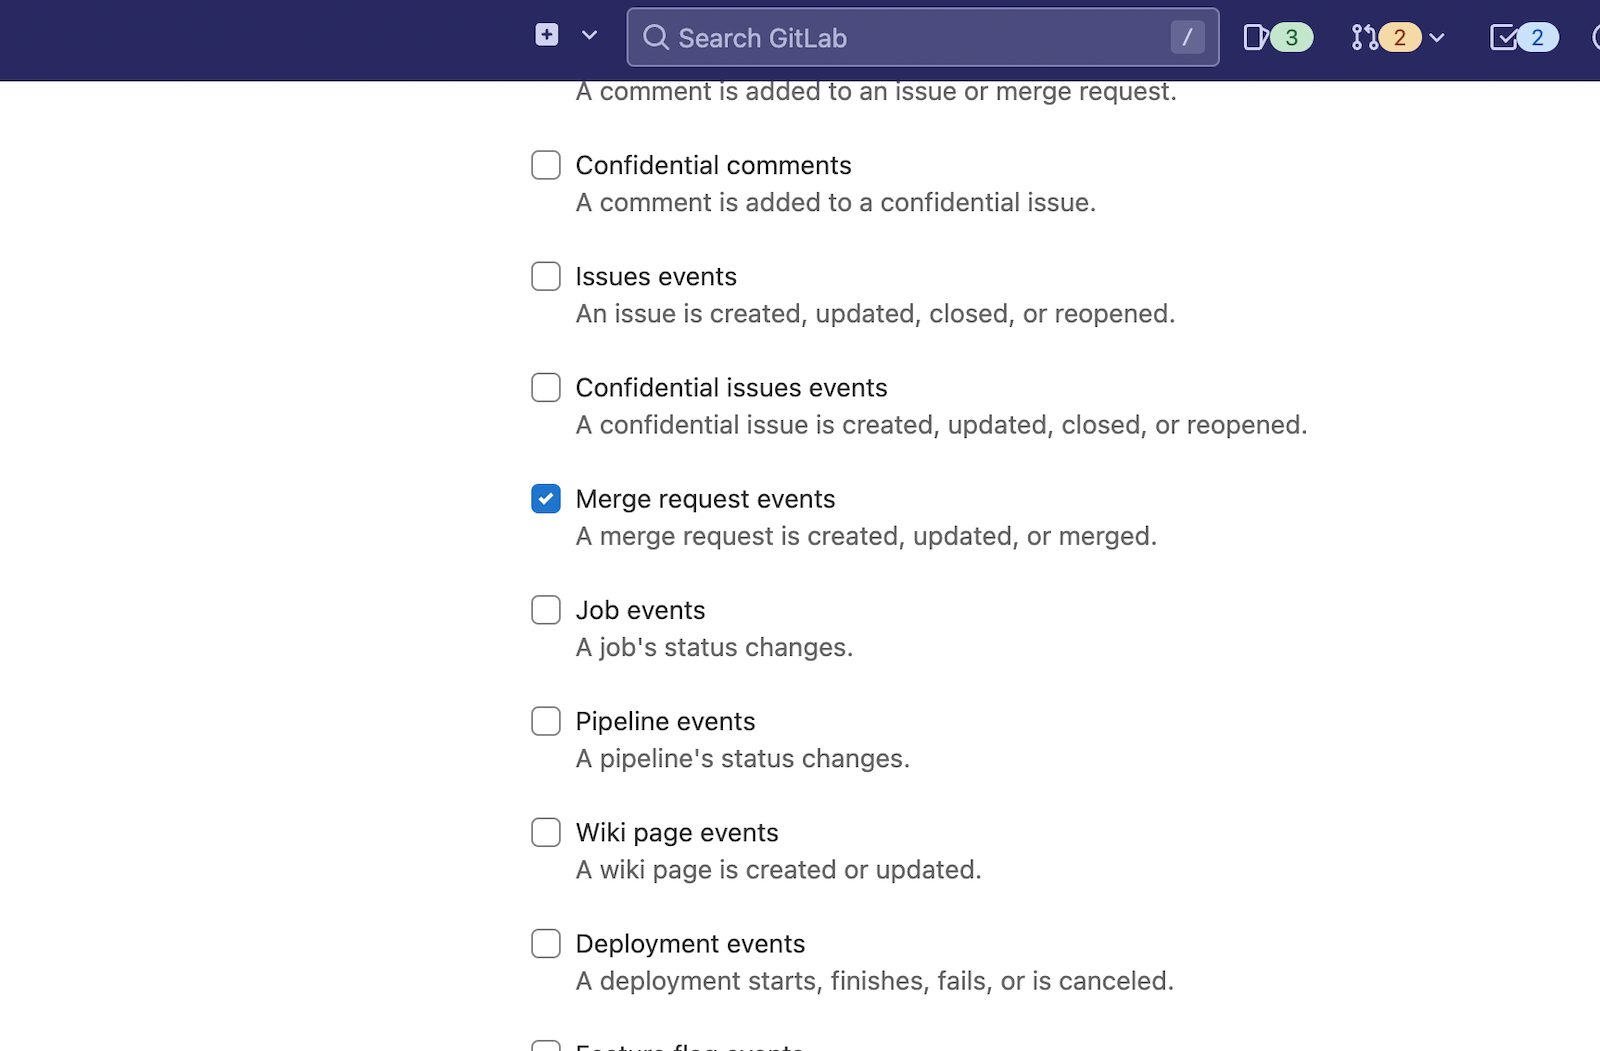 Search GitLab
/
3
2
2
A comment is added to an issue or merge request.
Confidential comments
A comment is added to a confidential issue.
Issues events
An issue is created, updated, closed, or reopened.
Confidential issues events
A confidential issue is created, updated, closed, or reopened.
Merge request events
A merge request is created, updated, or merged.
Job events
A job's status changes.
Pipeline events
A pipeline's status changes.
Wiki page events
A wiki page is created or updated.
Deployment events
A deployment starts, finishes, fails, or is canceled.
Feature flag events